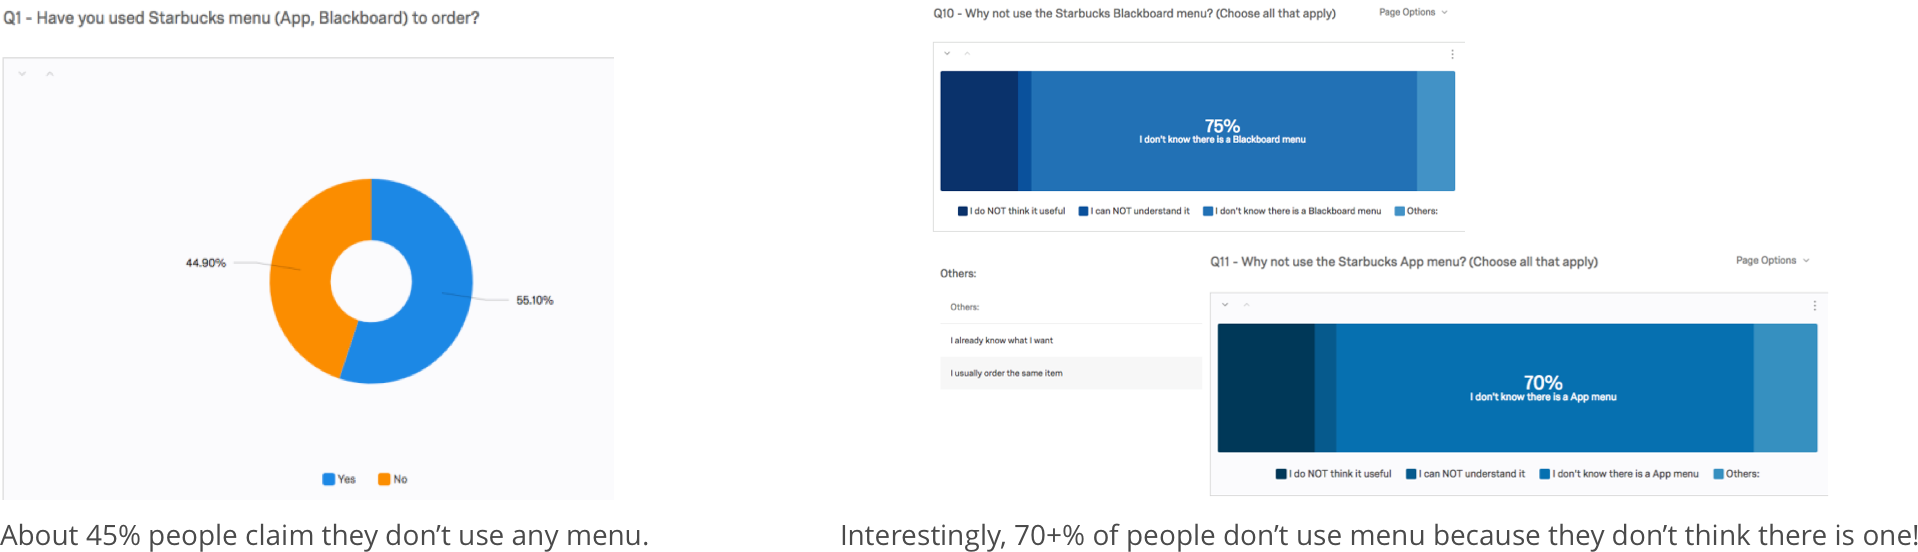 Q1 - Have you used Starbucks menu (App, Blackboard) to order?
44.90%
55.10%
Yes No
About 45% people claim they don’t use any menu.
Q10 - Why not use the Starbucks Blackboard menu? (Choose all that apply)
Page Options
75%
I don't know there is a Blackboard menu
I do NOT think it useful I can NOT understand it I don't know there is a Blackboard menu Others:
Others:
Others:
I already know what I want
I usually order the same item
Q11 - Why not use the Starbucks App menu? (Choose all that apply)
Page Options
70%
I don't know there is a App menu
I do NOT think it useful I can NOT understand it I don't know there is a App menu Others:
Interestingly, 70+% of people don’t use menu because they don’t think there is one!